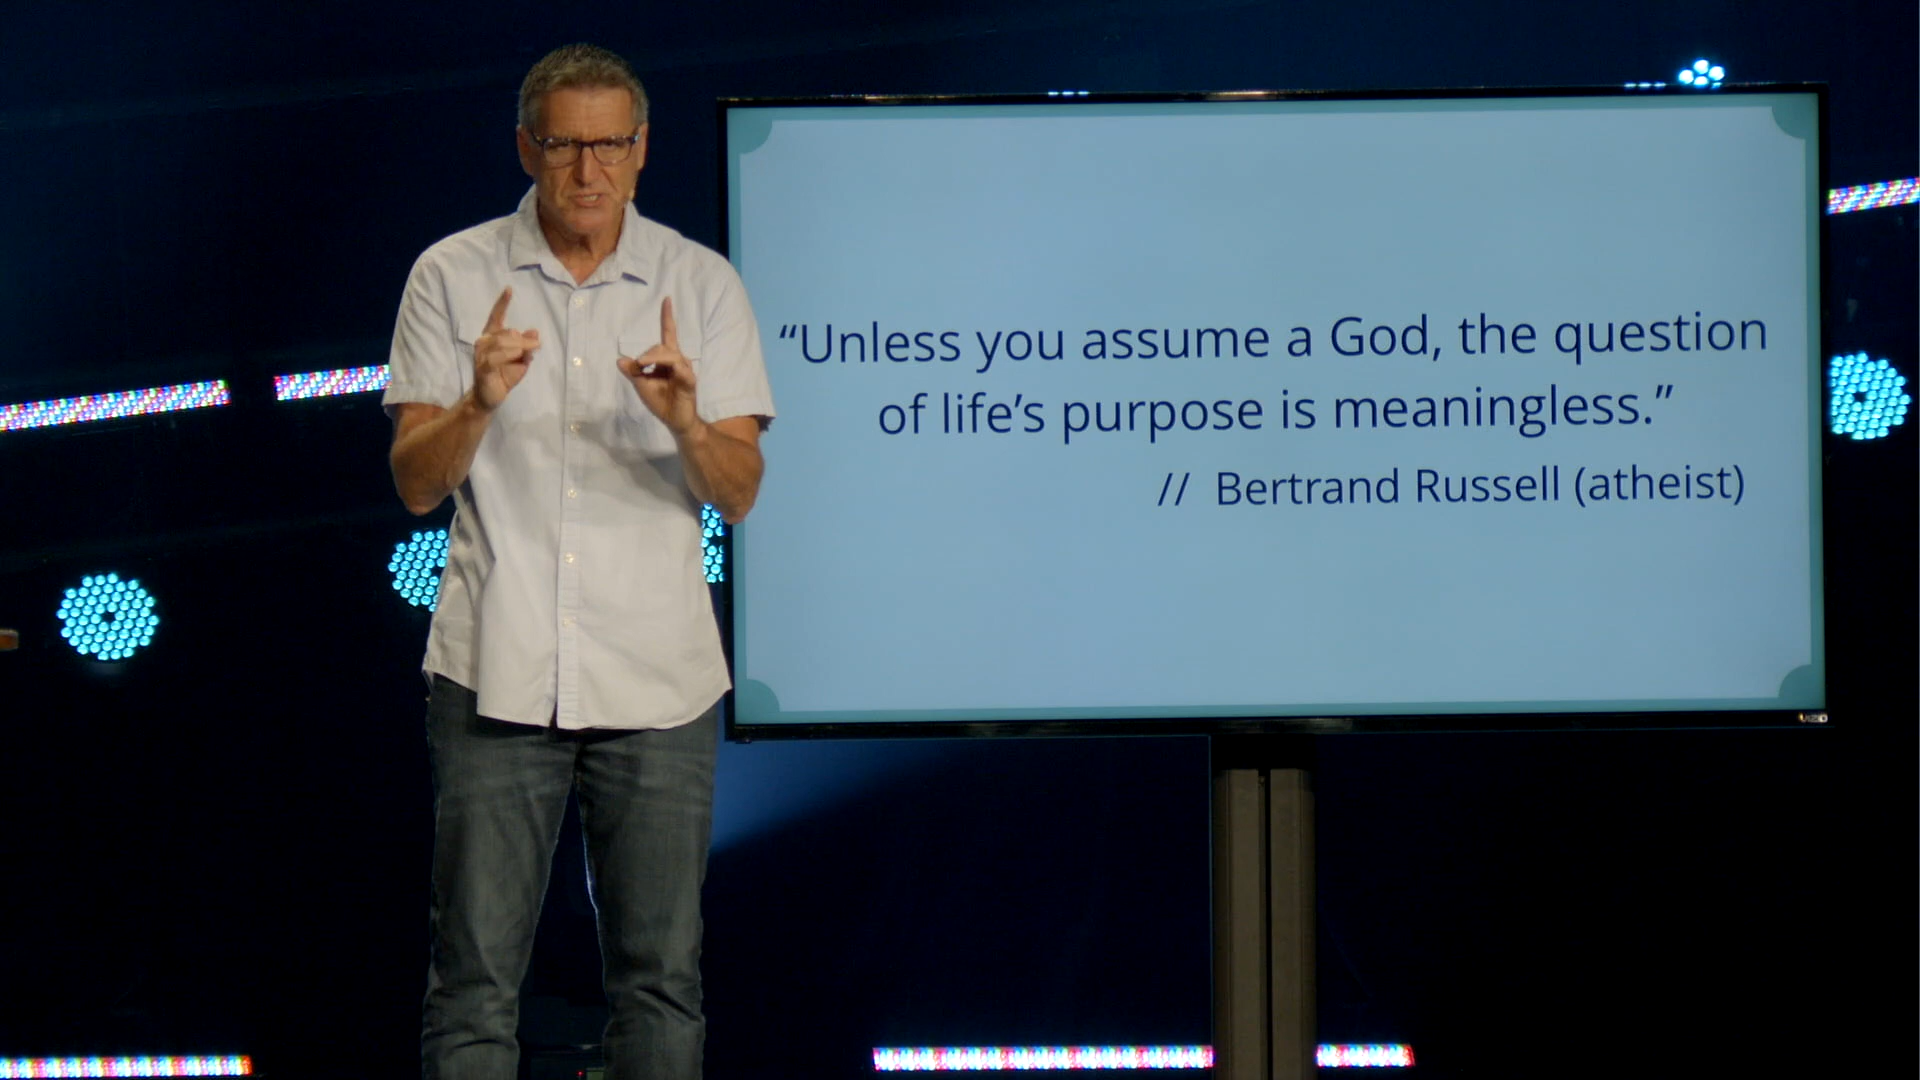 “Unless you assume a God, the question
of life’s purpose is meaningless.”
// Bertrand Russell (atheist)